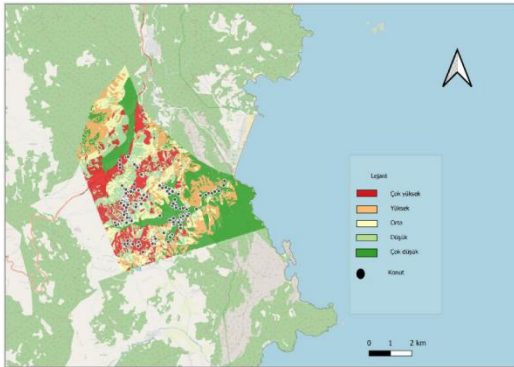 Lejant
Çok yüksek
Yüksek
Orta
Düşük
Çok düşük
Konut
0 1 2 km